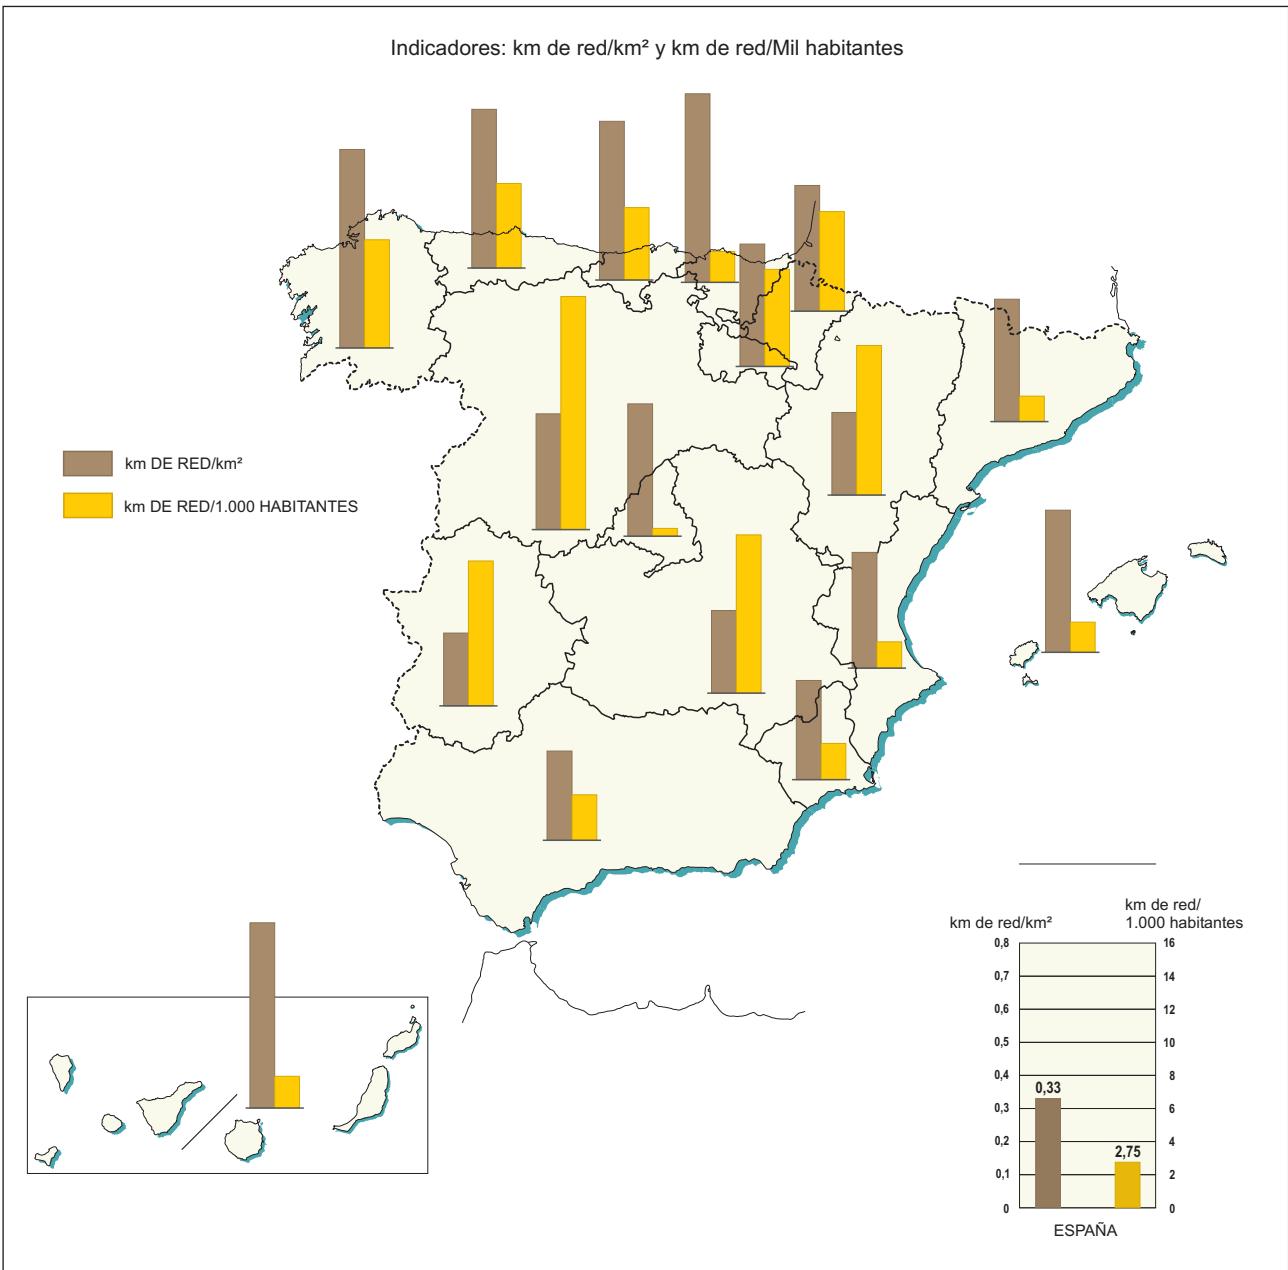 Indicadores: km de red/km² y km de red/Mil habitantes
km DE RED/km²
km DE RED/1.000 HABITANTES
km de red/km²
km de red/
1.000 habitantes
0,8
0,7
0,6
0,5
0,4
0,3
0,2
0,1
0
16
14
12
10
8
6
4
2
0
0,33
2,75
ESPAÑA